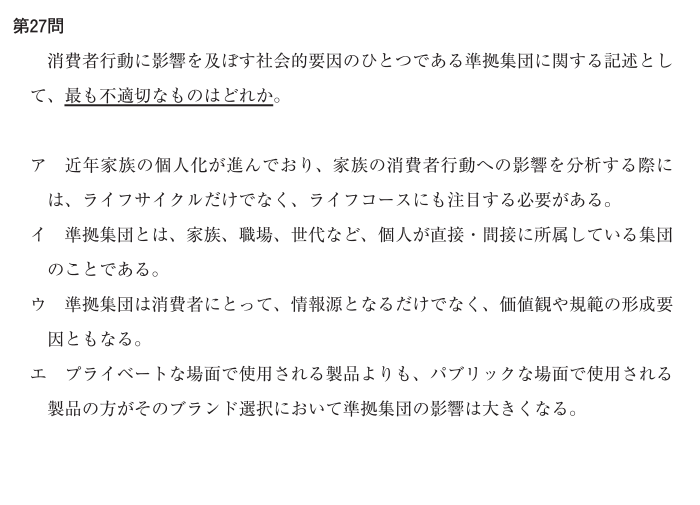 第27問
消費者行動に影響を及ぼす社会的要因のひとつである準拠集団に関する記述とし
て、最も不適切なものはどれか。
ア 近年家族の個人化が進んでおり、家族の消費者行動への影響を分析する際に
は、ライフサイクルだけでなく、ライフコースにも注目する必要がある。
イ 準拠集団とは、家族、職場、世代など、個人が直接・間接に所属している集団
のことである。
ウ 準拠集団は消費者にとって、情報源となるだけでなく、価値観や規範の形成要
因ともなる。
エ プライベートな場面で使用される製品よりも、パブリックな場面で使用される
製品の方がそのブランド選択において準拠集団の影響は大きくなる。